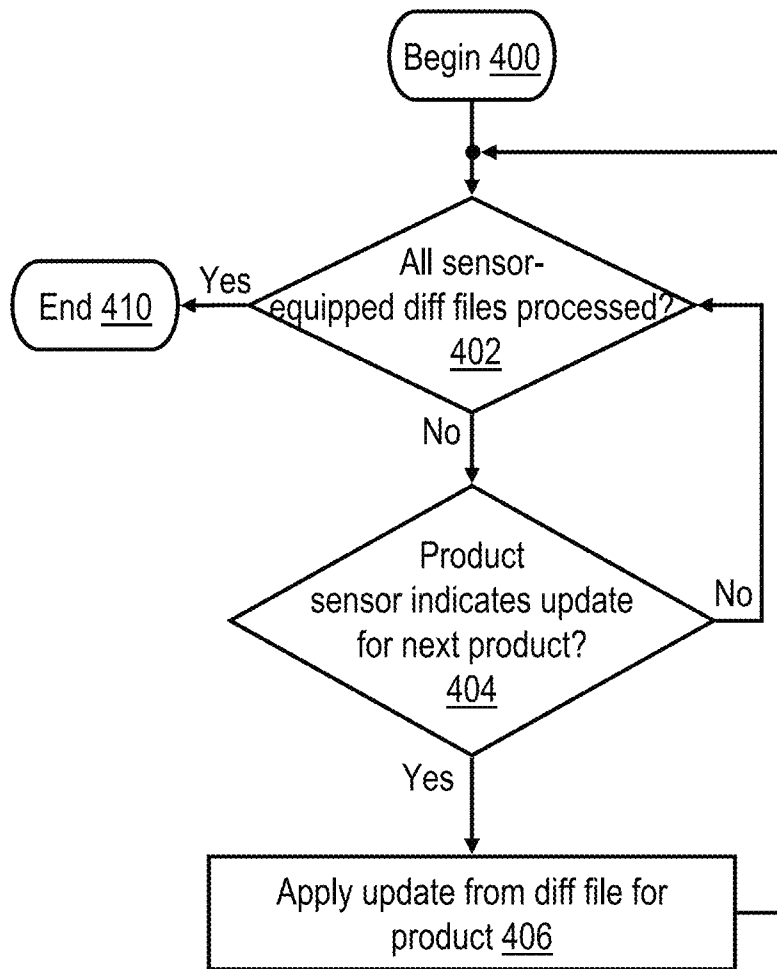 Begin 400
All sensor-
equipped diff files processed?
402
Yes
End 410
No
Product
sensor indicates update
for next product?
404
No
Yes
Apply update from diff file for
product 406